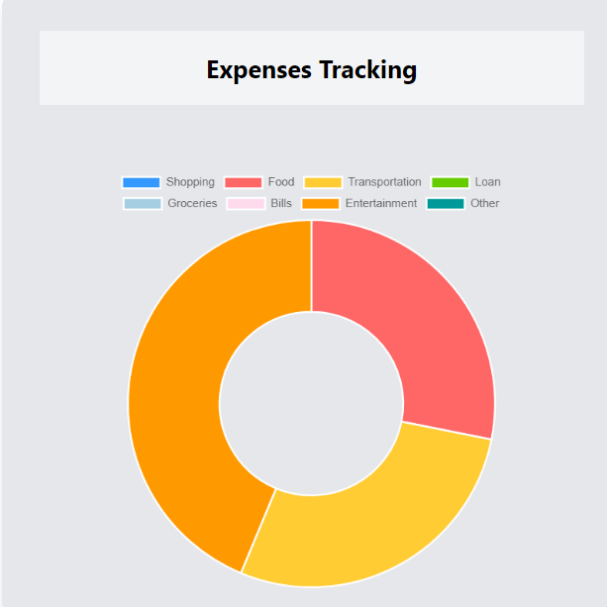 Expenses Tracking
Shopping Food Transportation Loan
Groceries Bills Entertainment Other